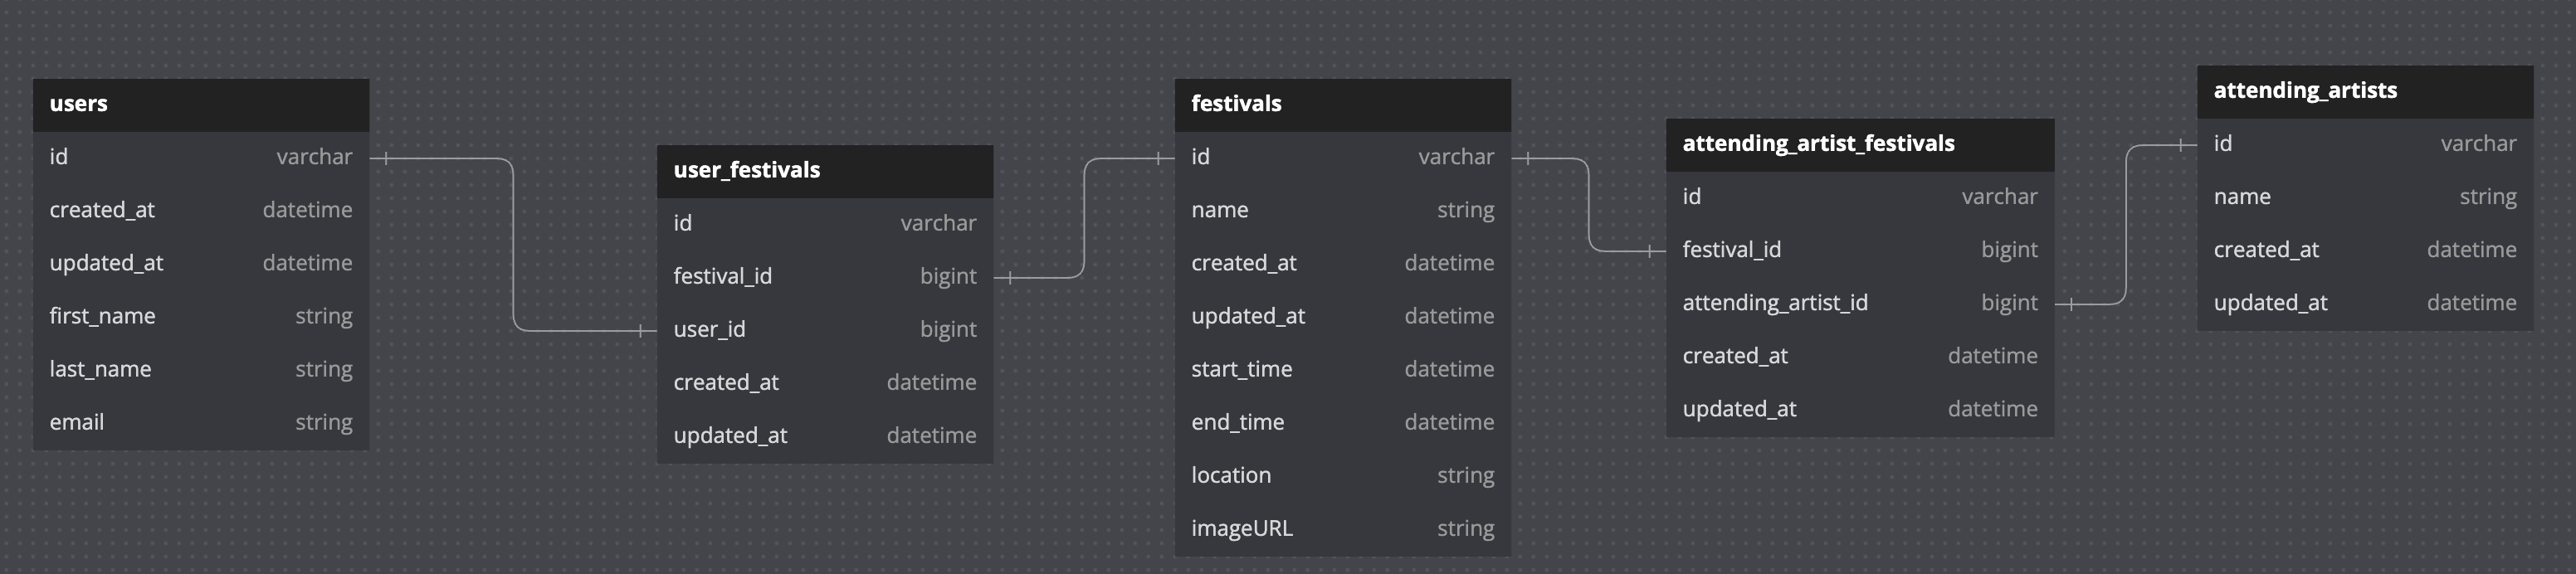 users
id varchar
created_at datetime
updated_at datetime
first_name string
last_name string
email string
user_festivals
id varchar
festival_id bigint
user_id bigint
created_at datetime
updated_at datetime
festivals
id varchar
name string
created_at datetime
updated_at datetime
start_time datetime
end_time datetime
location string
imageURL string
attending_artist_festivals
id varchar
festival_id bigint
attending_artist_id bigint
created_at datetime
updated_at datetime
attending_artists
id varchar
name string
created_at datetime
updated_at datetime